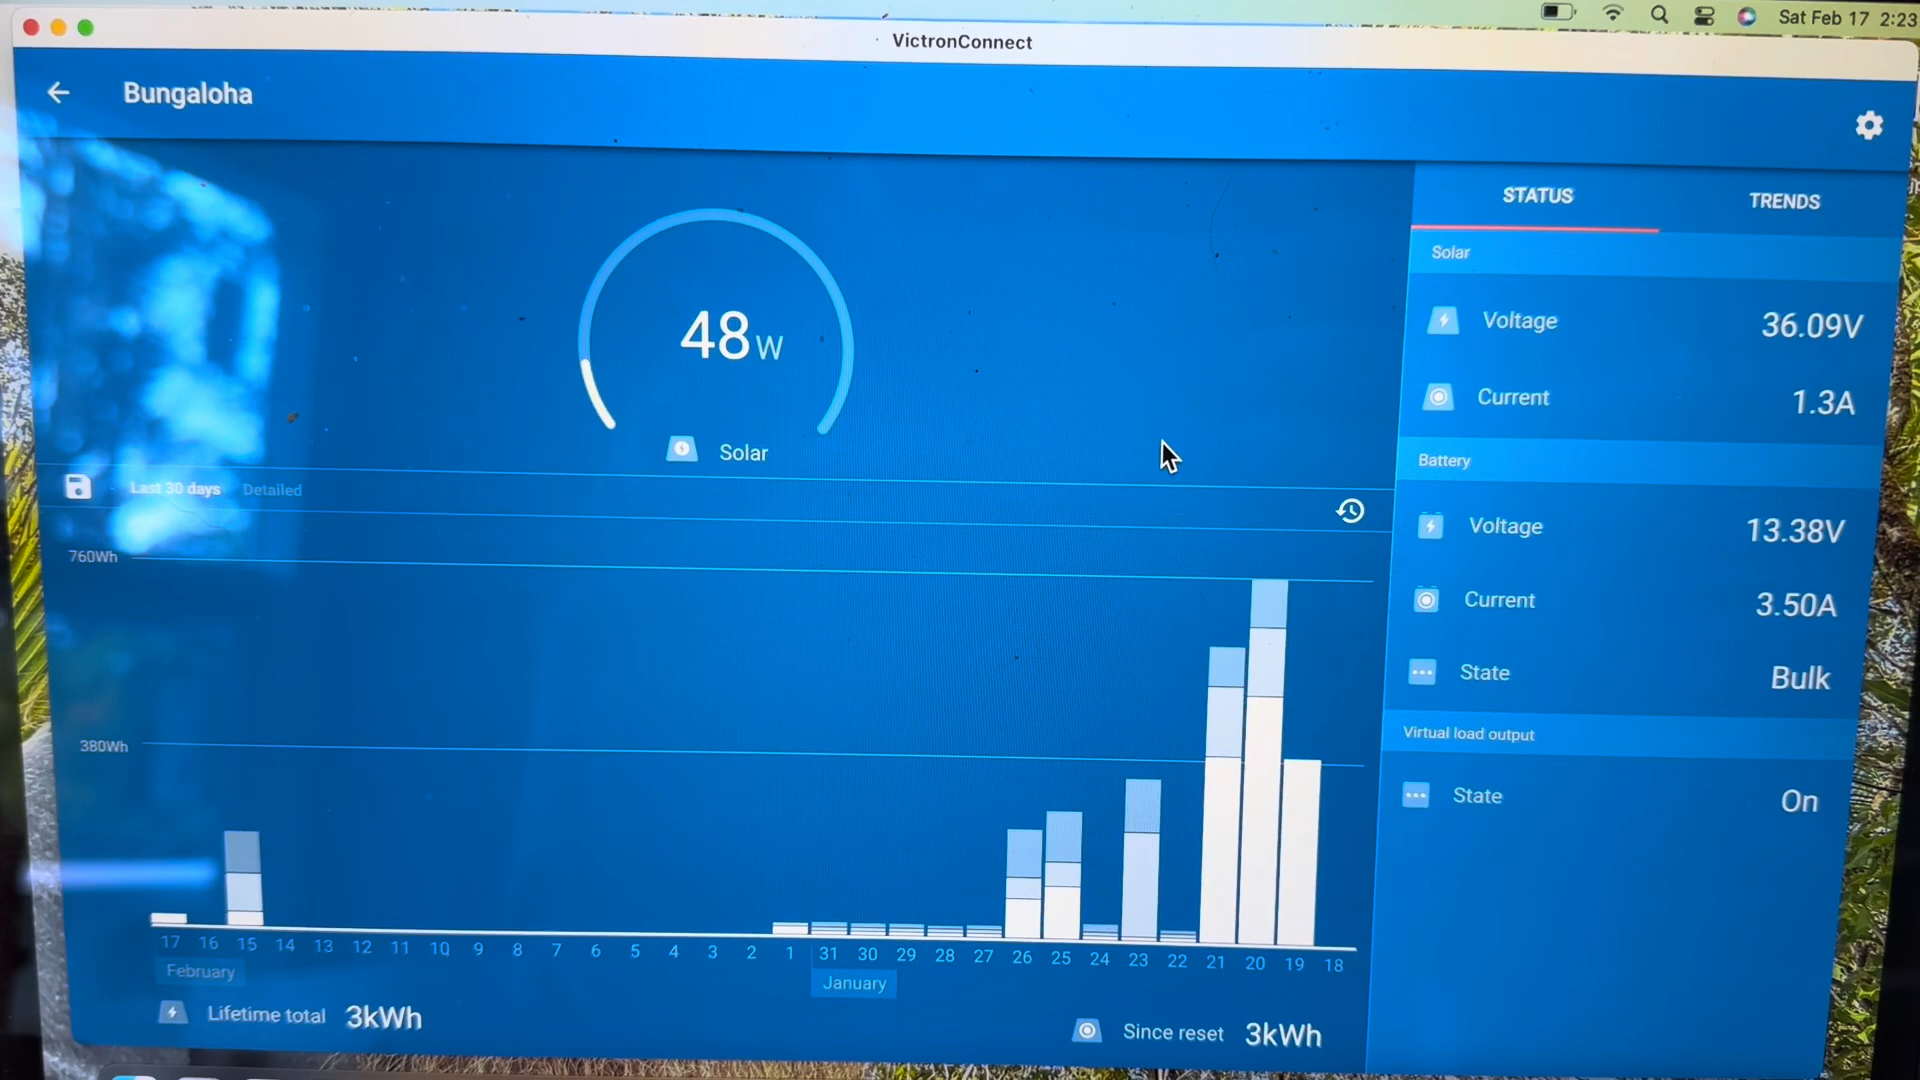 Sat Feb 17 2:23
VictronConnect
Bungaloha
STATUS
TRENDS
Solar
Voltage 36.09V
Current 1.3A
Battery
Voltage 13.38V
Current 3.50A
State Bulk
Virtual load output
State On
48W
Solar
Last 30 days Detailed
760Wh
380Wh
17 16 15 14 13 12 11 10 9 8 7 6 5 4 3 2 1 31 30 29 28 27 26 25 24 23 22 21 20 19 18
February January
Lifetime total 3kWh
Since reset 3kWh